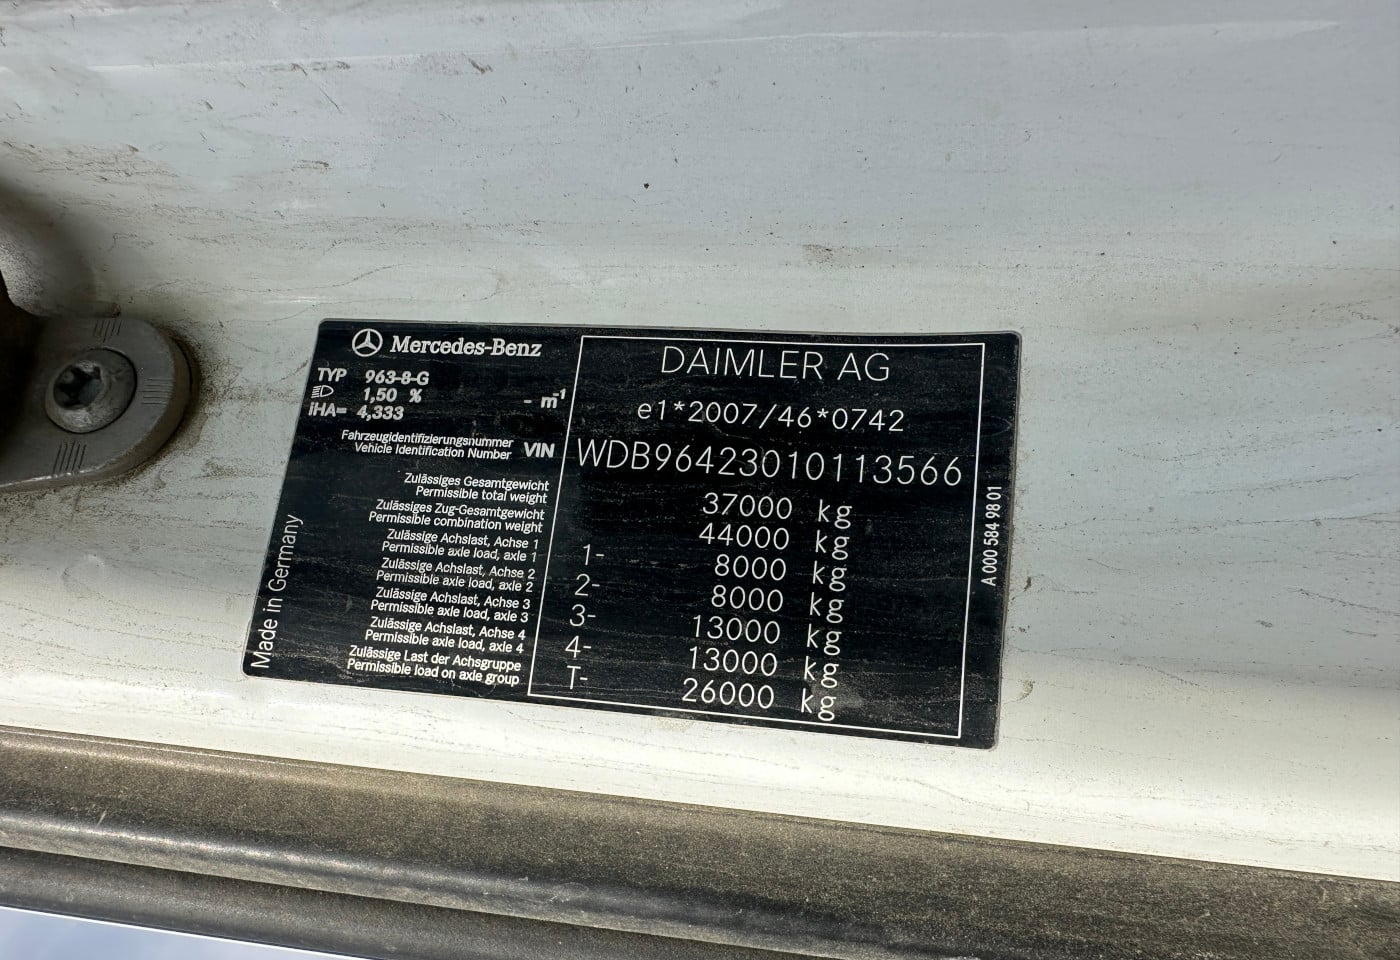 Mercedes-Benz
TYP 963-8-G
1,50 % - m⁻¹
iHA= 4,333
Fahrzeugidentifizierungsnummer
Vehicle Identification Number VIN
Zulässiges Gesamtgewicht
Permissible total weight
Zulässiges Zug-Gesamtgewicht
Permissible combination weight
Zulässige Achslast, Achse 1
Permissible axle load, axle 1
Zulässige Achslast, Achse 2
Permissible axle load, axle 2
Zulässige Achslast, Achse 3
Permissible axle load, axle 3
Zulässige Achslast, Achse 4
Permissible axle load, axle 4
Zulässige Last der Achsgruppe
Permissible load on axle group
Made in Germany
DAIMLER AG
e1*2007/46*0742
WDB96423010113566
37000 kg
44000 kg
1- 8000 kg
2- 8000 kg
3- 13000 kg
4- 13000 kg
T- 26000 kg
A 000 584 98 01